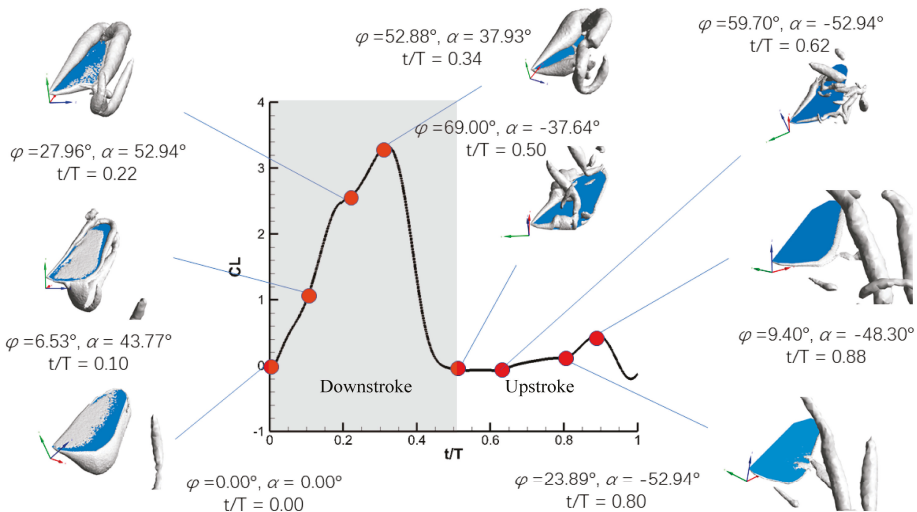 φ=52.88°, α = 37.93°
t/T = 0.34
φ=59.70°, α = -52.94°
t/T = 0.62
φ=69.00°, α = -37.64°
t/T = 0.50
φ=27.96°, α = 52.94°
t/T = 0.22
φ=6.53°, α = 43.77°
t/T = 0.10
φ=9.40°, α = -48.30°
t/T = 0.88
φ=0.00°, α = 0.00°
t/T = 0.00
φ=23.89°, α = -52.94°
t/T = 0.80
CL
4
3
2
1
0
-1
Downstroke
Upstroke
0
0.2
0.4
0.6
0.8
1
t/T